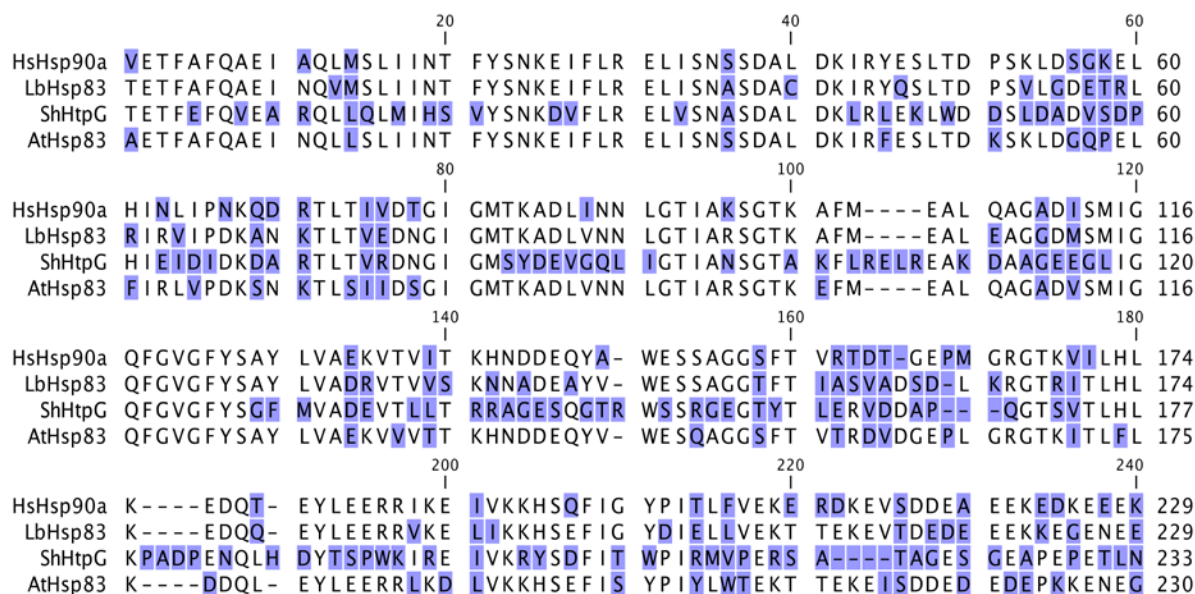 20 40 60
HsHsp90a VETFAFQAEI AQLMSLIINT FYSNKEIFLR ELISNSSDAL DKIRYESLTD PSKLDSGKEL 60
LbHsp83 TETFAFQAEI NQVMSLIINT FYSNKEIFLR ELISNASDAC DKIRYQSLTD PSVLGDETRL 60
ShHtpG TETFEFQVEA RQLLQLMIHS VYSNKDVFLR ELVSNASDAL DKLRLEKLWD DSLDADVSDP 60
AtHsp83 AETFAFQAEI NQLLSLIINT FYSNKEIFLR ELISNASDAL DKIRFESLTD KSKLDGQPEL 60
80 100 120
HsHsp90a HINLIPNKQD RTLTIVDTGI GMTKADLINN LGTIAKSGTK AFM----EAL QAGADISMIG 116
LbHsp83 RIRVIPDKAN KTLTVEDNGI GMTKADLVNN LGTIARSGTK AFM----EAL EAGGDMSMIG 116
ShHtpG HIEIDIDKDA RTLTVRDNGI GMSYDEVGQL IGTIANSGTA KFLRELREAK DAAGEEGLIG 120
AtHsp83 FIRLVPDKSN KTLSIIDSGI GMTKADLVNN LGTIARSGTK EFM----EAL QAGADVSMIG 116
140 160 180
HsHsp90a QFGVGFYSAY LVAEKVTVIT KHNDDEQYA- WESSAGGSFT VRTDT-GEPM GRGTKVILHL 174
LbHsp83 QFGVGFYSAY LVADRVTVVS KNNADEAYV- WESSAGGTFT IASVADSD-L KRGTRITLHL 174
ShHtpG QFGVGFYSGF MVADEVTLLT RRAGESQGTR WSSRGEGTYT LERVDDAP-- -QGTSVTLHL 177
AtHsp83 QFGVGFYSAY LVAEKVVVTT KHNDDEQYV- WESQAGGSFT VTRDVDGEPL GRGTKITLFL 175
200 220 240
HsHsp90a K----EDQT- EYLEERRIKE IVKKHSQFIG YPITLFVEKE RDKEVSDDEA EEKEDKEEEK 229
LbHsp83 K----EDQQ- EYLEERRVKE LIKKHSEFIG YDIELLVEKT TEKEVTDEDE EEKKEGENEE 229
ShHtpG KPADPENQLH DYTSPWKIRE IVKRYSDFIT WPIRMVPERS A----TAGES GEAPEPETLN 233
AtHsp83 K----DDQL- EYLEERRLKD LVKKHSEFIS YPIYLWTEKT TEKEISDDED EDEPKKENEG 230